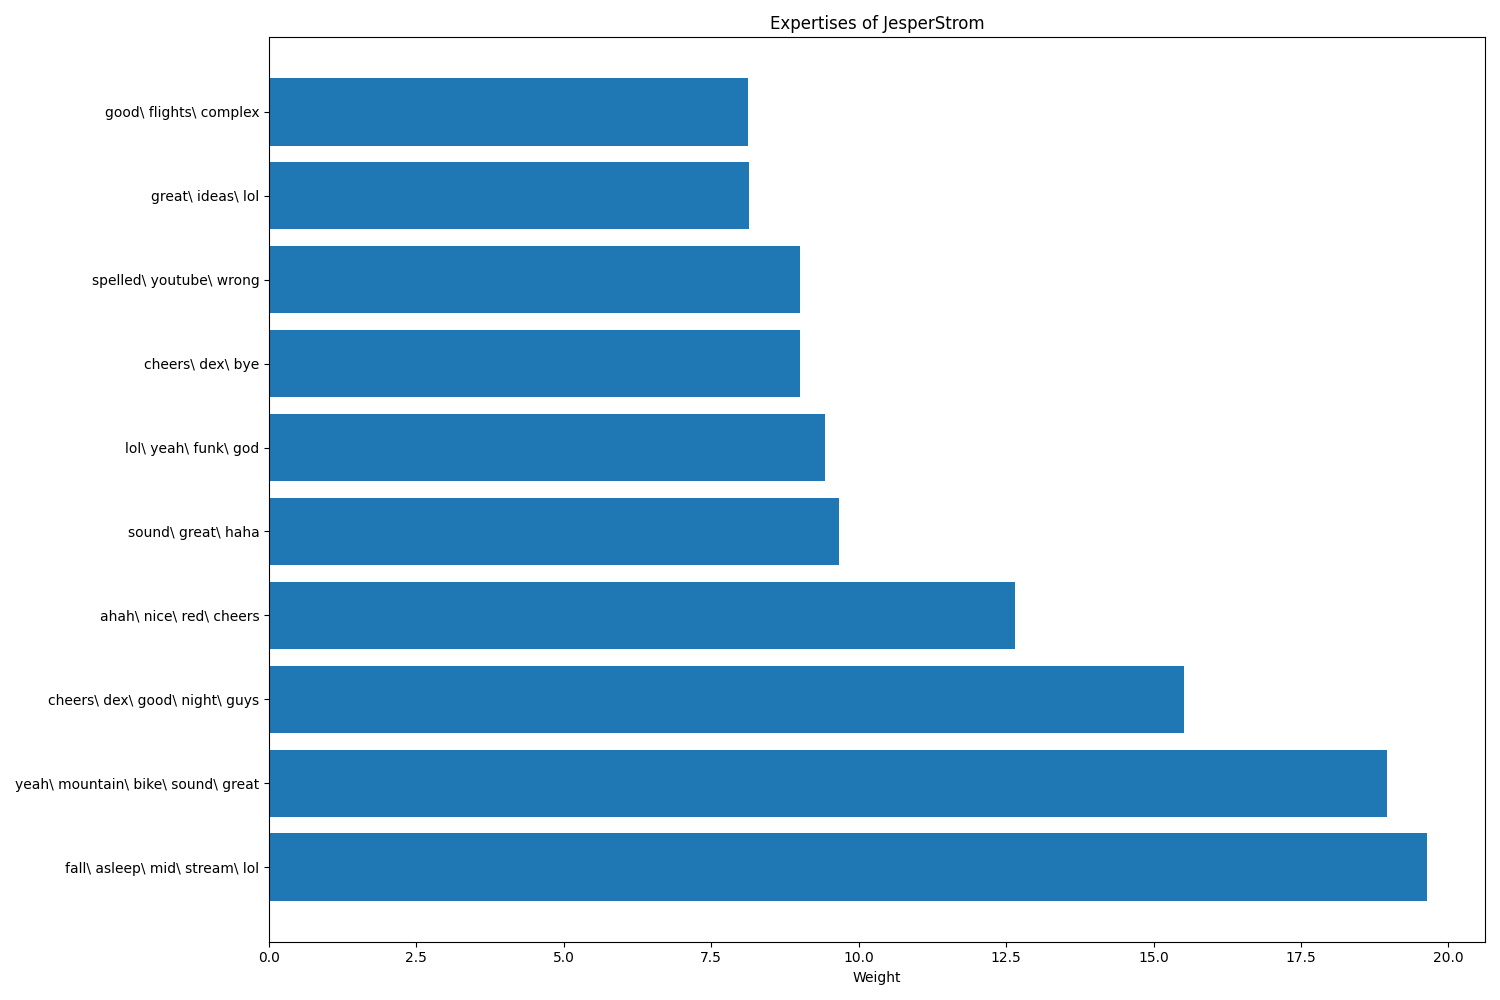 Expertises of JesperStrom
good\ flights\ complex
great\ ideas\ lol
spelled\ youtube\ wrong
cheers\ dex\ bye
lol\ yeah\ funk\ god
sound\ great\ haha
ahah\ nice\ red\ cheers
cheers\ dex\ good\ night\ guys
yeah\ mountain\ bike\ sound\ great
fall\ asleep\ mid\ stream\ lol
0.0 2.5 5.0 7.5 10.0 12.5 15.0 17.5 20.0
Weight